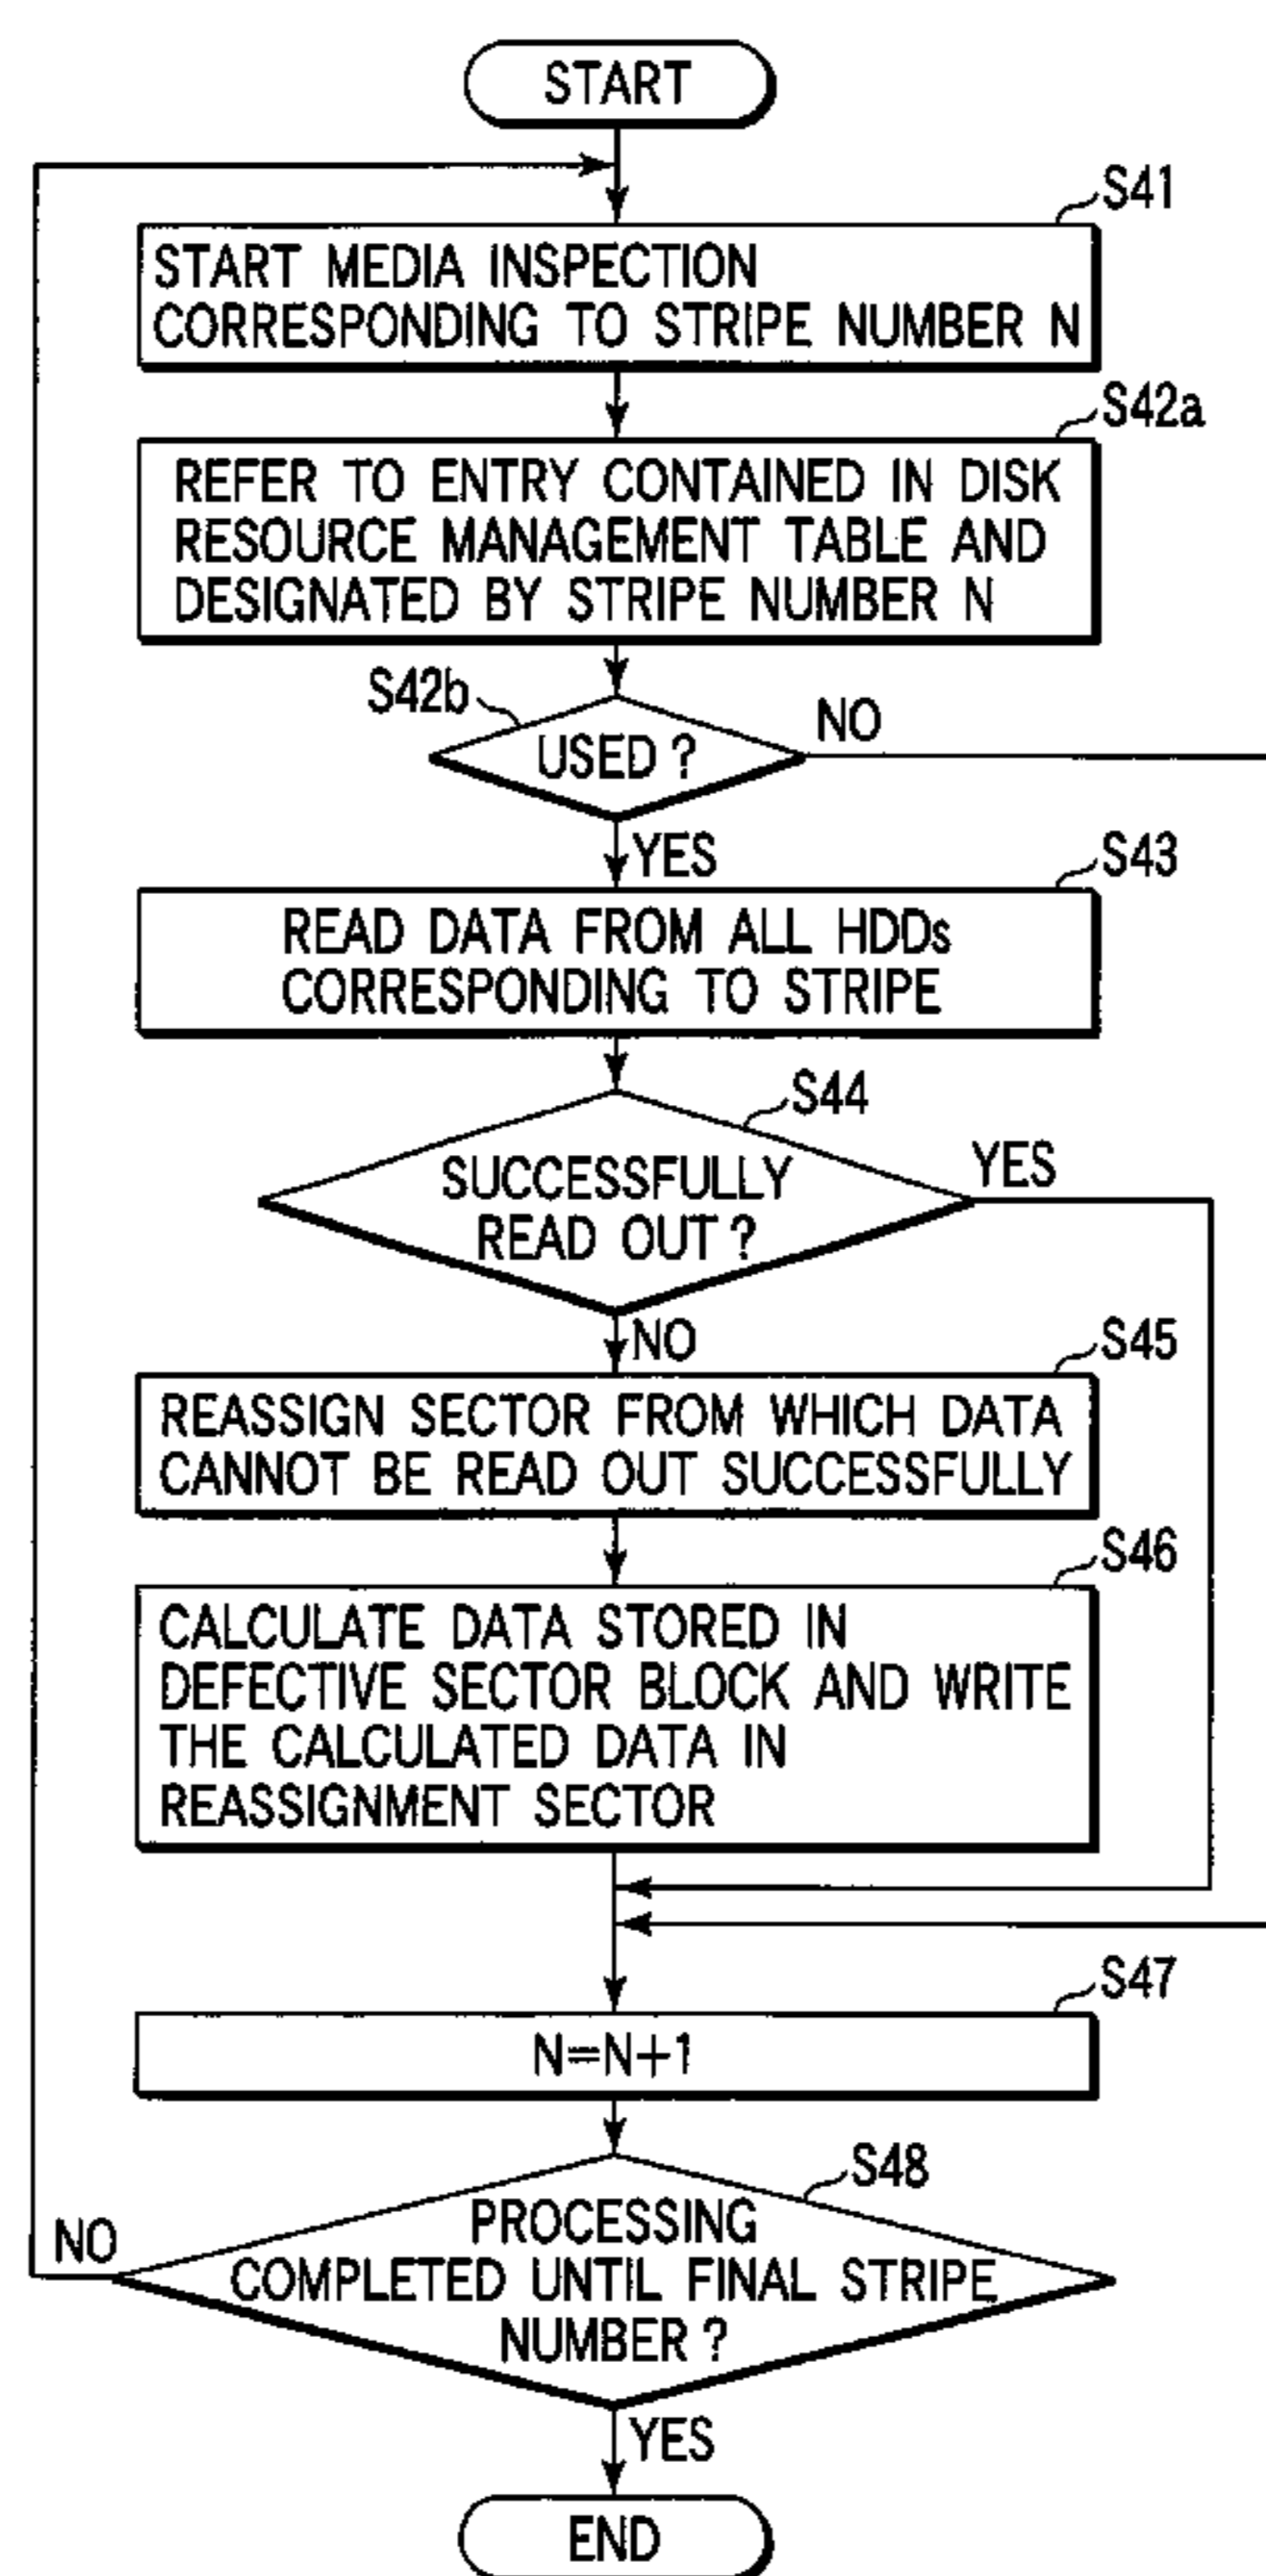 START
S41
START MEDIA INSPECTION
CORRESPONDING TO STRIPE NUMBER N
S42a
REFER TO ENTRY CONTAINED IN DISK
RESOURCE MANAGEMENT TABLE AND
DESIGNATED BY STRIPE NUMBER N
S42b
USED ?
NO
YES
S43
READ DATA FROM ALL HDDs
CORRESPONDING TO STRIPE
S44
SUCCESSFULLY
READ OUT ?
YES
NO
S45
REASSIGN SECTOR FROM WHICH DATA
CANNOT BE READ OUT SUCCESSFULLY
S46
CALCULATE DATA STORED IN
DEFECTIVE SECTOR BLOCK AND WRITE
THE CALCULATED DATA IN
REASSIGNMENT SECTOR
S47
N=N+1
S48
PROCESSING
COMPLETED UNTIL FINAL STRIPE
NUMBER ?
NO
YES
END